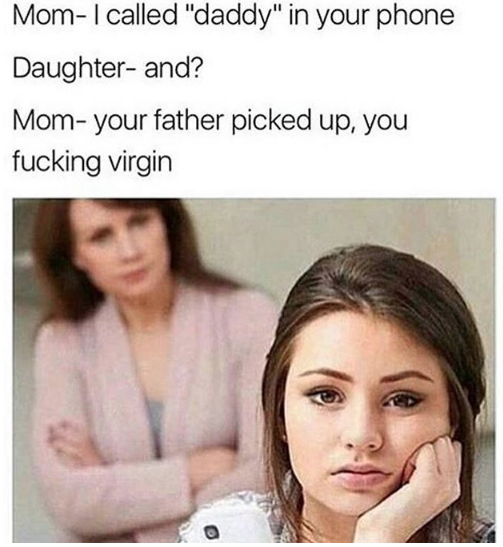 Mom- I called "daddy" in your phone
Daughter- and?
Mom- your father picked up, you
fucking virgin